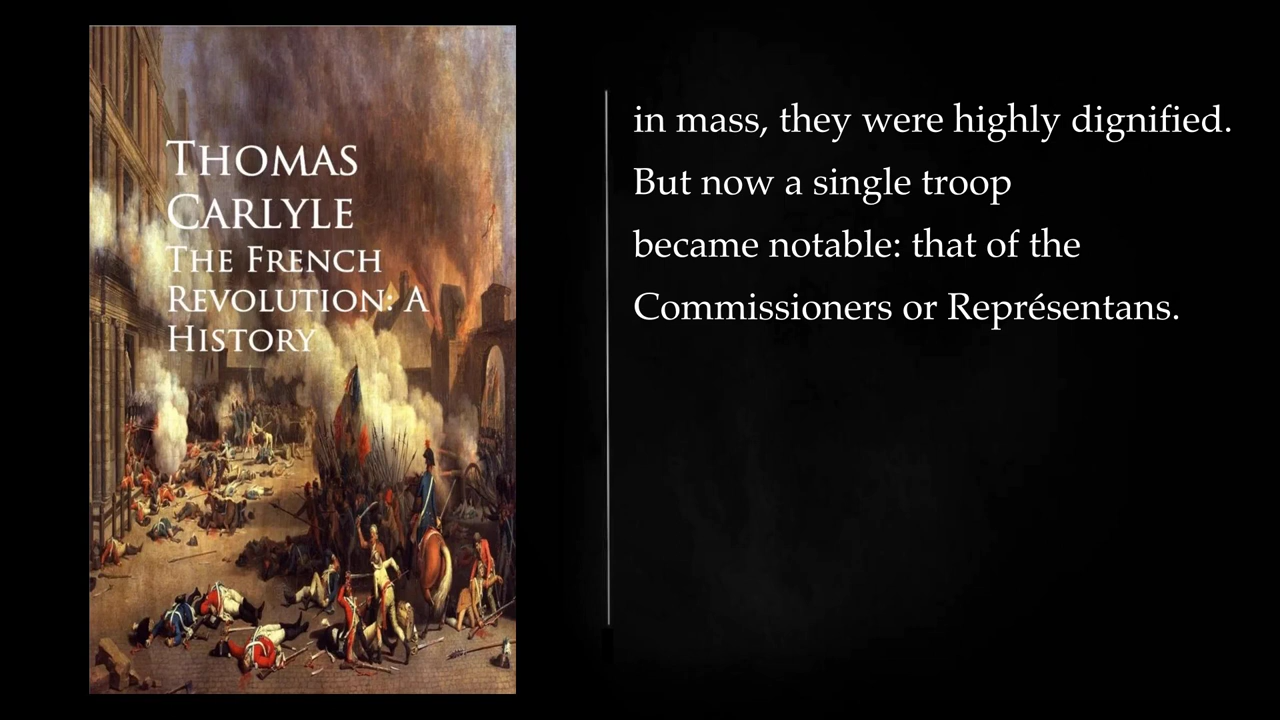 THOMAS
CARLYLE
THE FRENCH
REVOLUTION: A
HISTORY
in mass, they were highly dignified.
But now a single troop
became notable: that of the
Commissioners or Représentans.